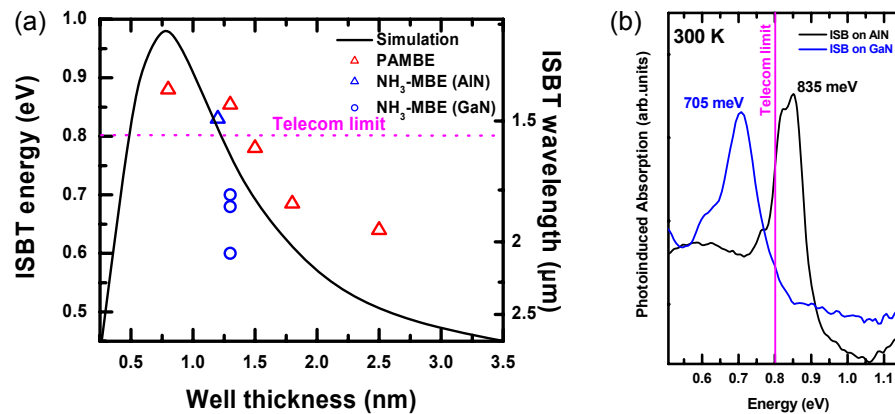 (a)
Simulation
PAMBE
NH3-MBE (AlN)
NH3-MBE (GaN)
Telecom limit
ISBT energy (eV)
1.0
0.9
0.8
0.7
0.6
0.5
0.5 1.0 1.5 2.0 2.5 3.0 3.5
Well thickness (nm)
1.5
2
2.5
ISBT wavelength (µm)
(b)
300 K
ISB on AlN
ISB on GaN
Telecom limit
705 meV
835 meV
Photoinduced Absorption (arb.units)
0.6 0.7 0.8 0.9 1.0 1.1
Energy (eV)